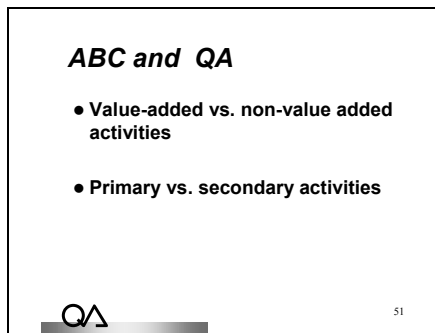 ABC and QA
● Value-added vs. non-value added
activities
● Primary vs. secondary activities
QA
51